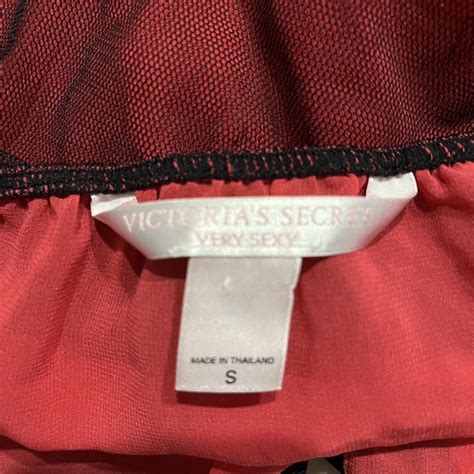 VICTORIA'S SECRET
VERY SEXY
MADE IN THAILAND
S